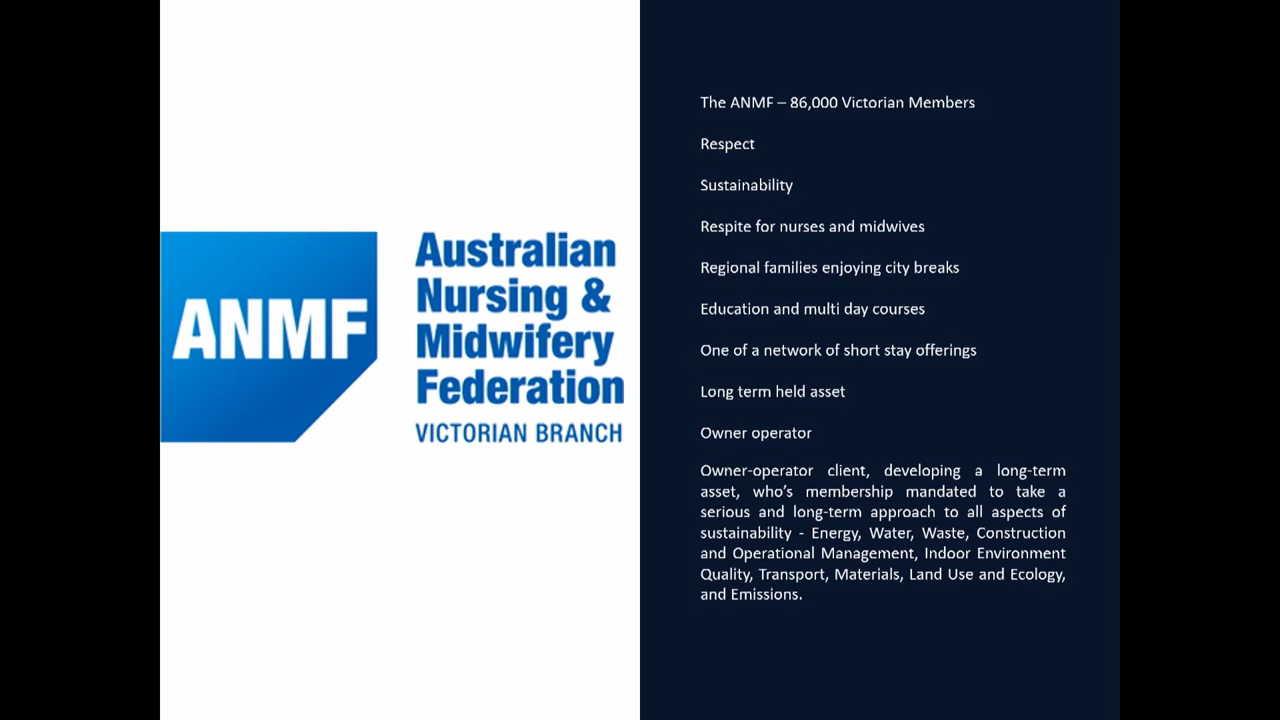 ANMF
Australian
Nursing &
Midwifery
Federation
VICTORIAN BRANCH
The ANMF – 86,000 Victorian Members
Respect
Sustainability
Respite for nurses and midwives
Regional families enjoying city breaks
Education and multi day courses
One of a network of short stay offerings
Long term held asset
Owner operator
Owner-operator client, developing a long-term
asset, who’s membership mandated to take a
serious and long-term approach to all aspects of
sustainability - Energy, Water, Waste, Construction
and Operational Management, Indoor Environment
Quality, Transport, Materials, Land Use and Ecology,
and Emissions.